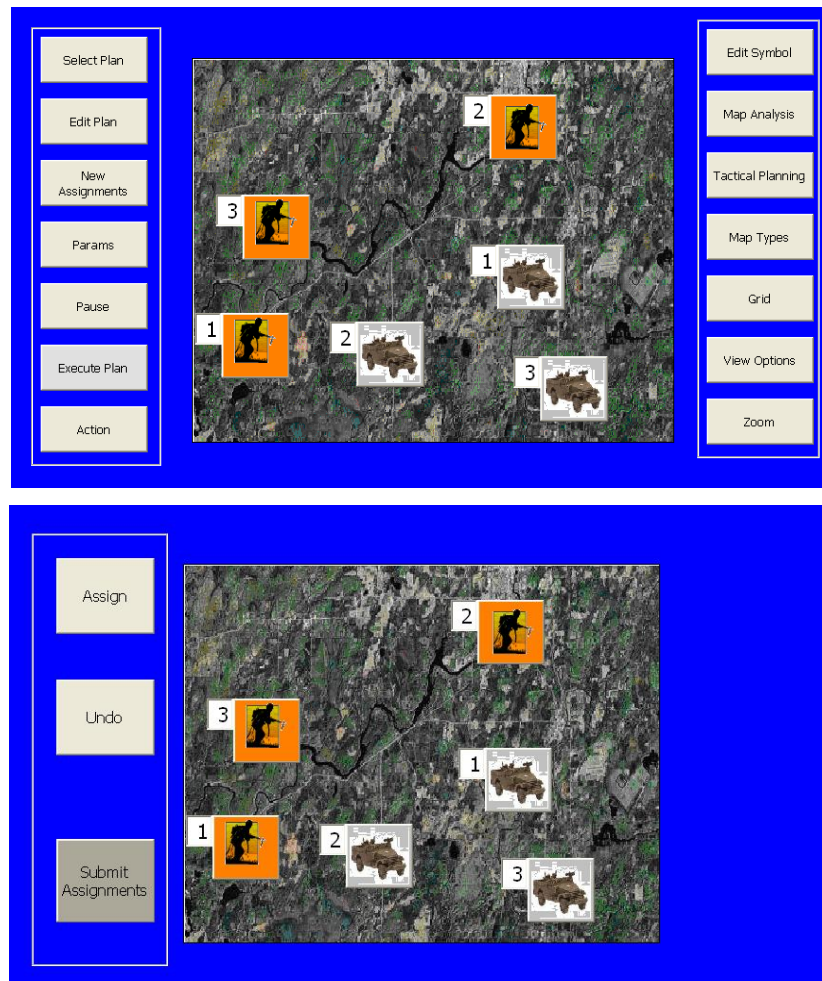 Select Plan
Edit Plan
New
Assignments
Params
Pause
Execute Plan
Action
2
3
1
1
2
3
Edit Symbol
Map Analysis
Tactical Planning
Map Types
Grid
View Options
Zoom
Assign
Undo
Submit
Assignments
2
3
1
1
2
3